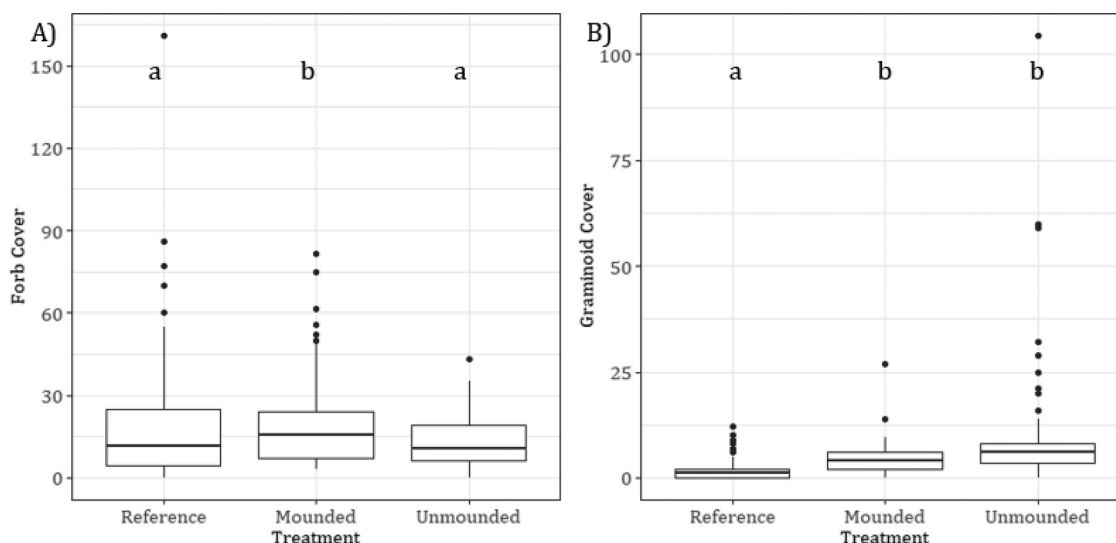 A)
a b a
150
120
90
60
30
0
Forb Cover
Reference Mounded Unmounded
Treatment
B)
a b b
100
75
50
25
0
Graminoid Cover
Reference Mounded Unmounded
Treatment